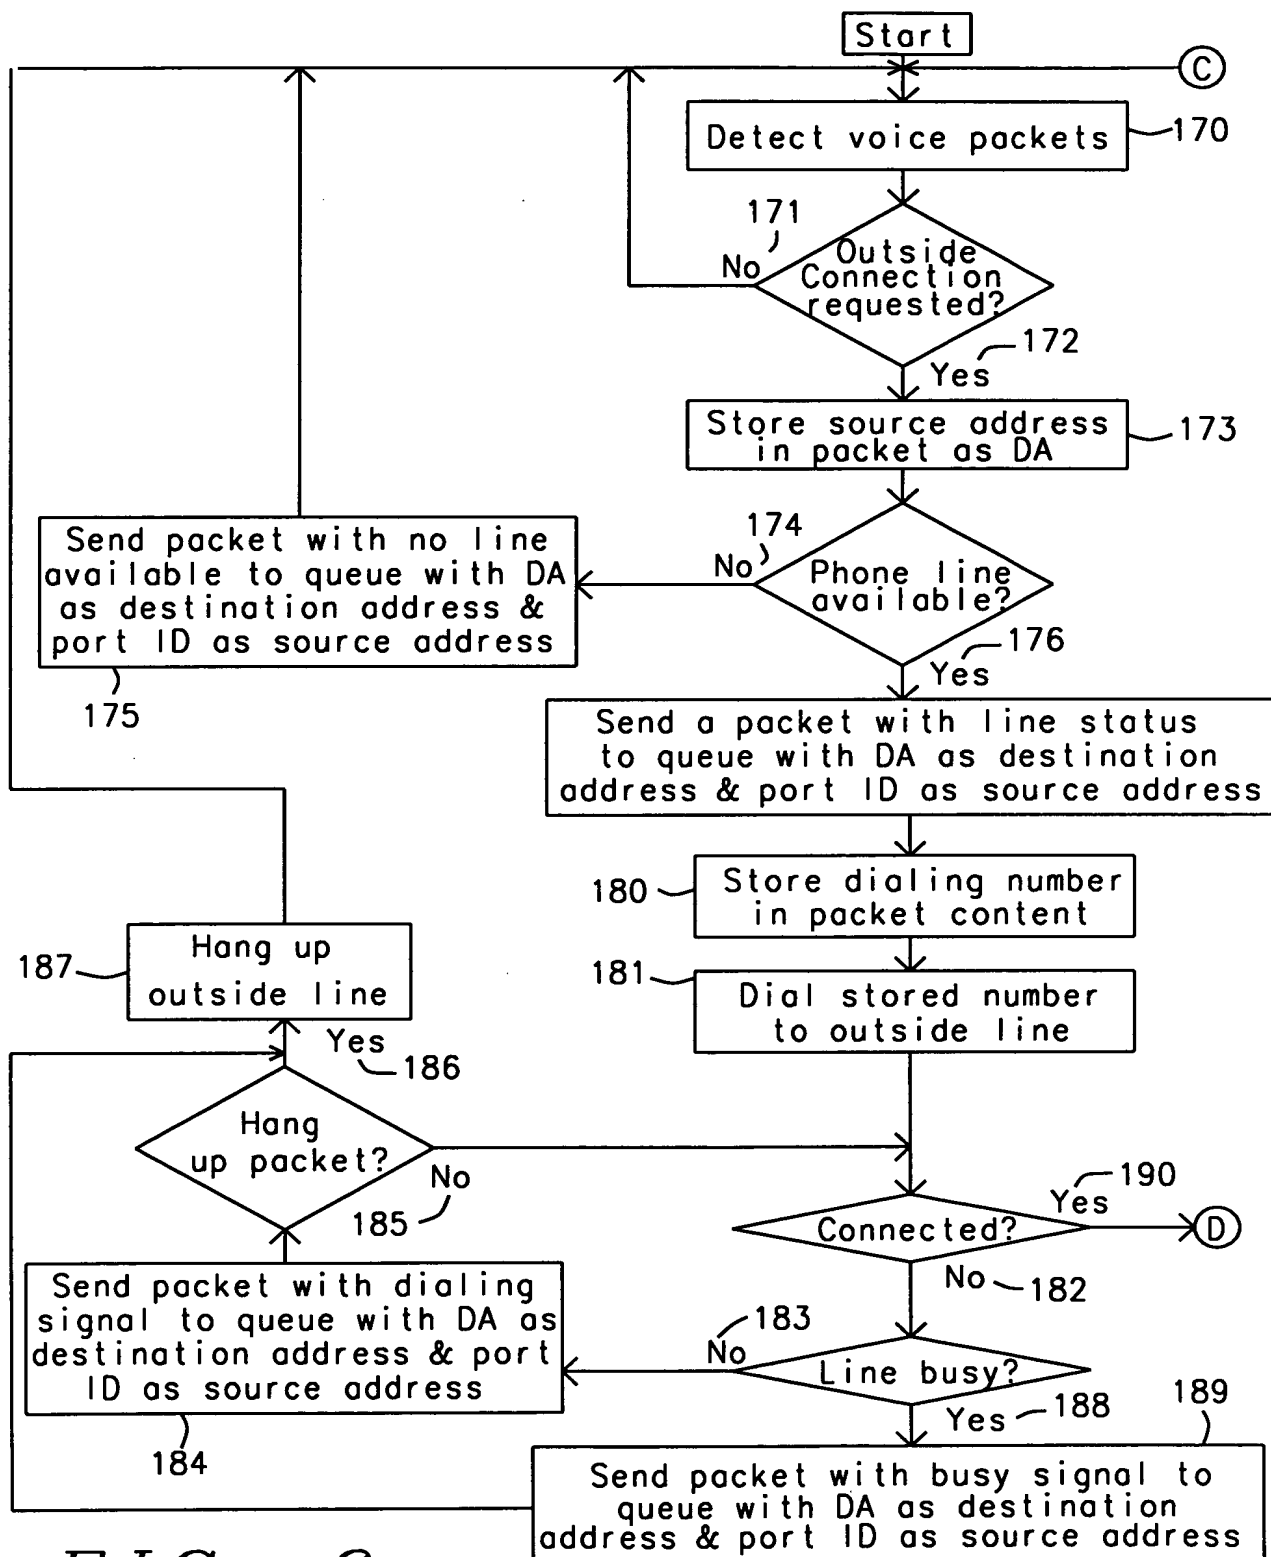 Start
C
Detect voice packets
170
171
No
Outside
Connection
requested?
172
Yes
Store source address
in packet as DA
173
174
No
Phone line
available?
Send packet with no line
available to queue with DA
as destination address &
port ID as source address
175
176
Yes
Send a packet with line status
to queue with DA as destination
address & port ID as source address
180
Store dialing number
in packet content
187
Hang up
outside line
181
Dial stored number
to outside line
Yes
186
Hang
up packet?
No
185
190
Yes
Connected?
D
No
182
Send packet with dialing
signal to queue with DA as
destination address & port
ID as source address
184
183
No
Line busy?
Yes
188
189
Send packet with busy signal to
queue with DA as destination
address & port ID as source address